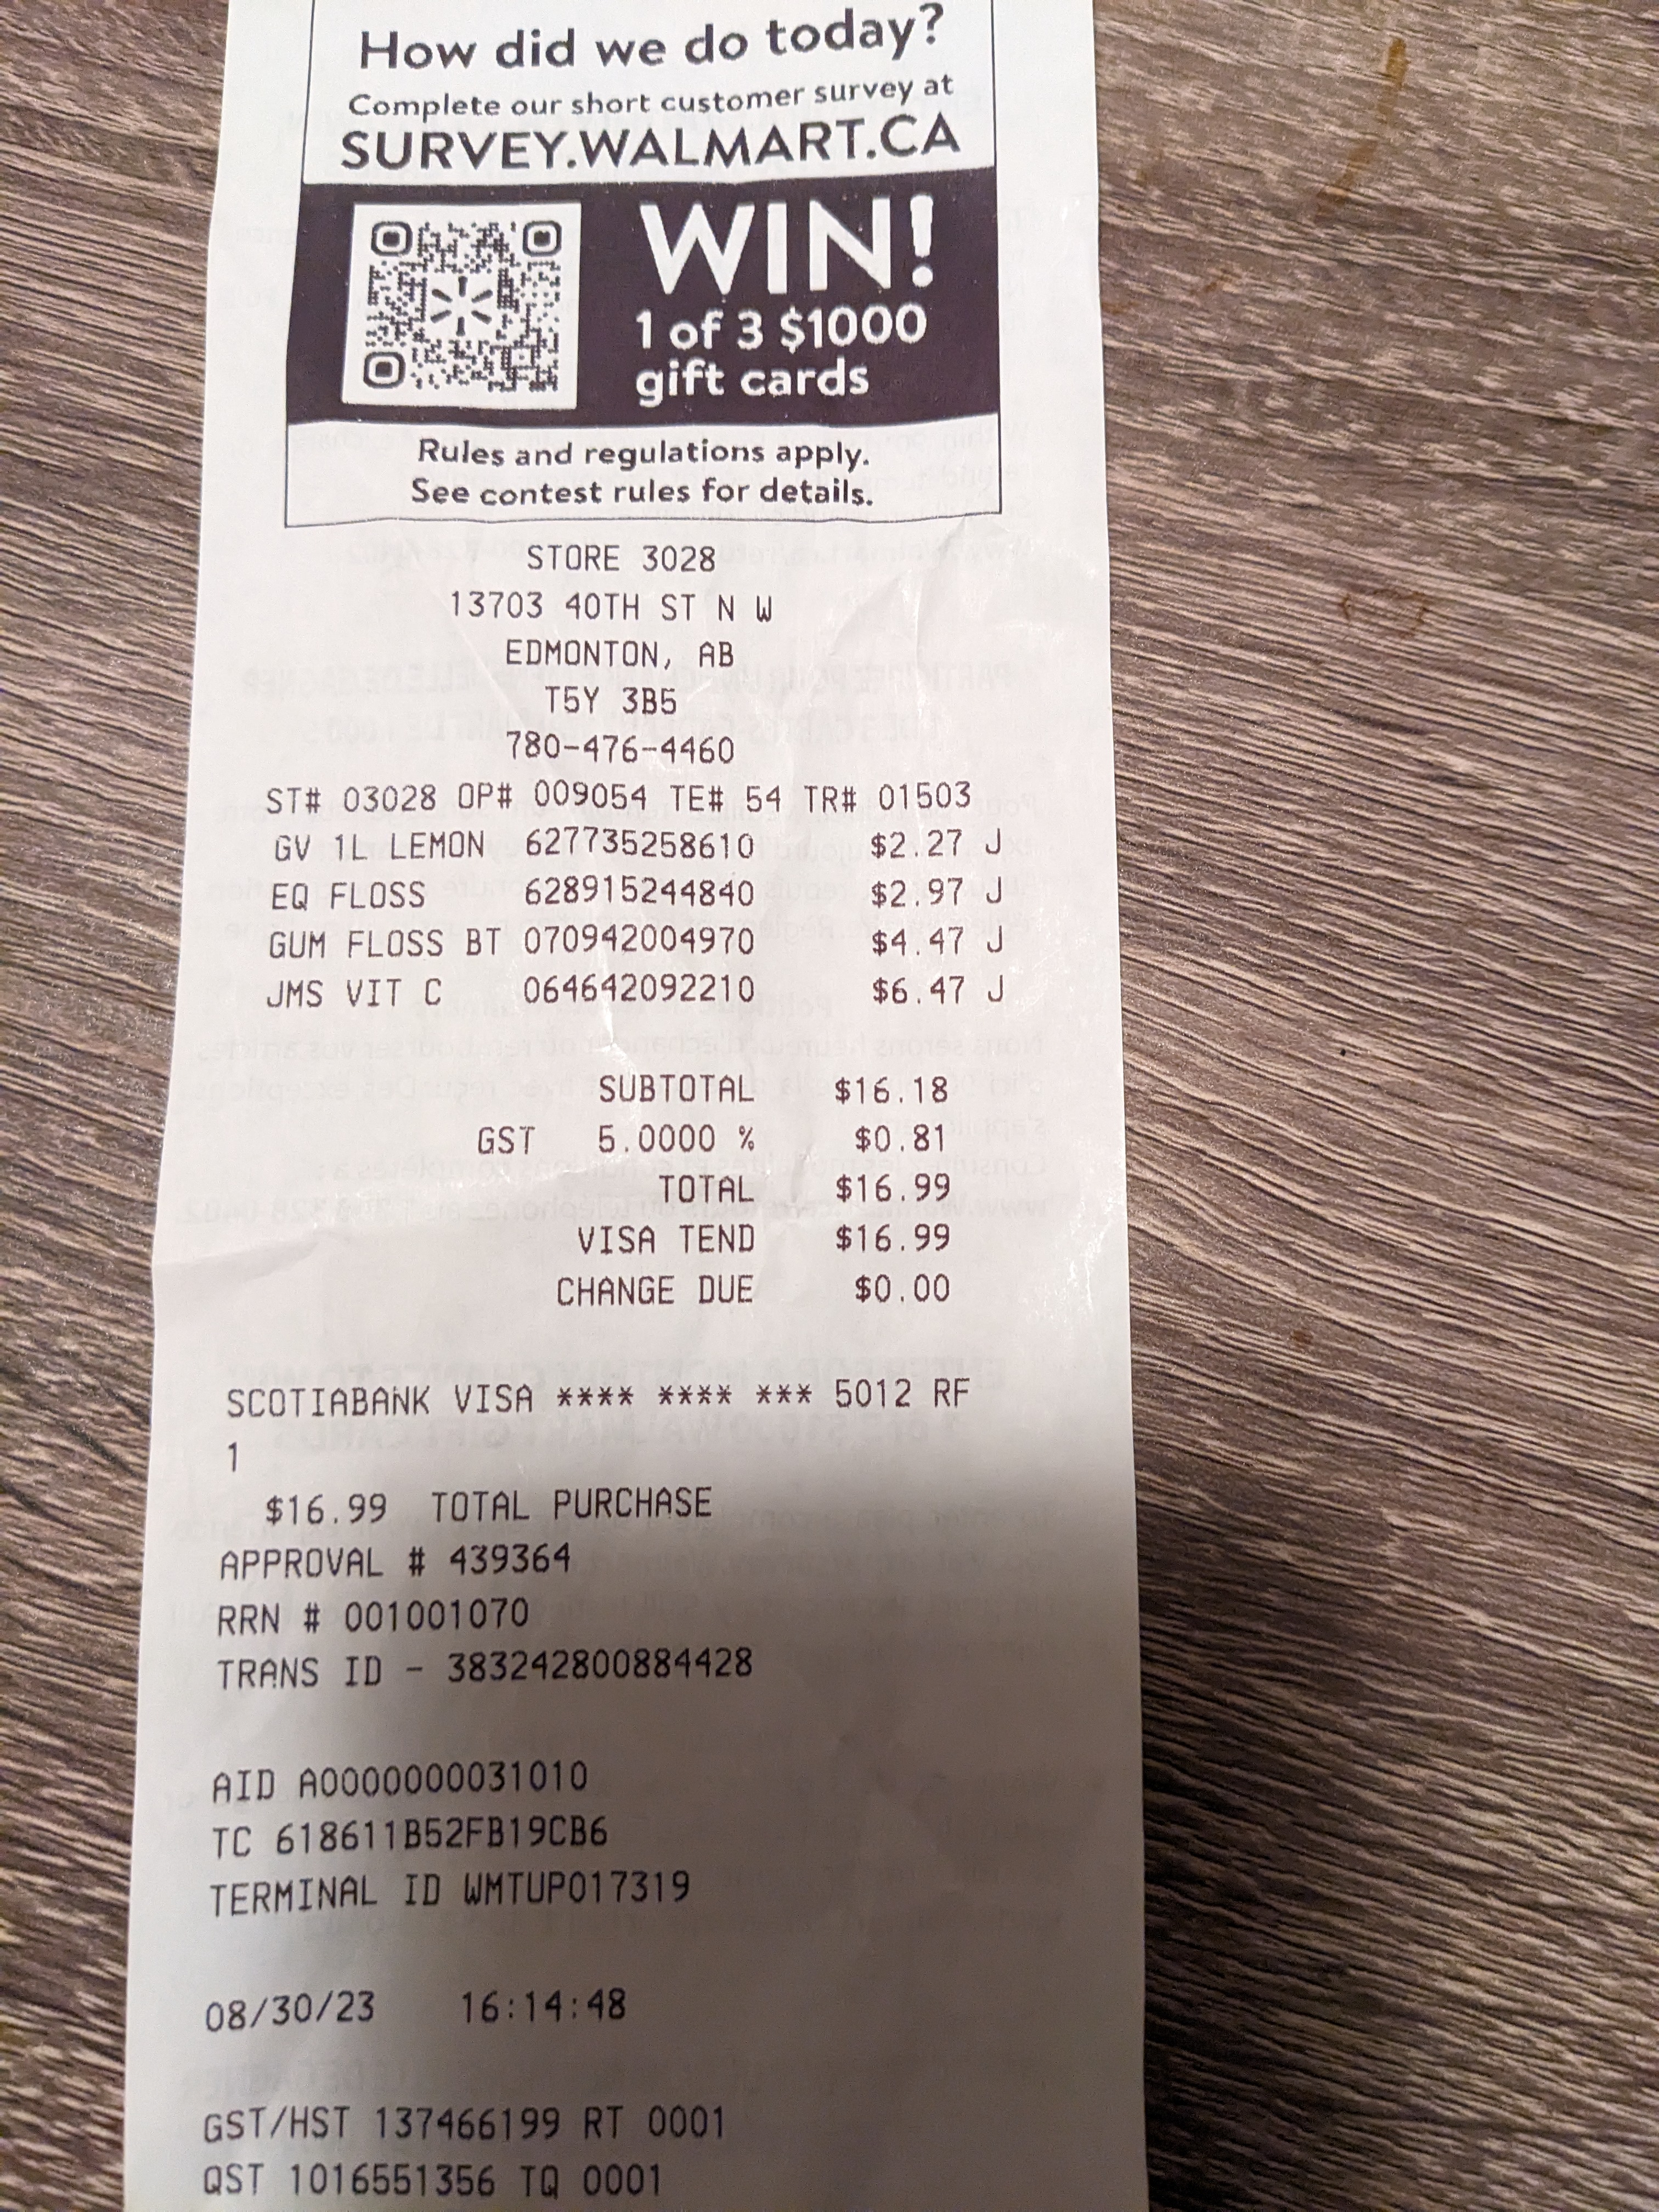 How did we do today?
Complete our short customer survey at
SURVEY.WALMART.CA
WIN!
1 of 3 $1000
gift cards
Rules and regulations apply.
See contest rules for details.
STORE 3028
13703 40TH ST N W
EDMONTON, AB
T5Y 3B5
780-476-4460
ST# 03028 OP# 009054 TE# 54 TR# 01503
GV 1L LEMON 627735258610 $2.27 J
EQ FLOSS 628915244840 $2.97 J
GUM FLOSS BT 070942004970 $4.47 J
JMS VIT C 064642092210 $6.47 J
SUBTOTAL $16.18
GST 5.0000 % $0.81
TOTAL $16.99
VISA TEND $16.99
CHANGE DUE $0.00
SCOTIABANK VISA **** **** *** 5012 RF
1
$16.99 TOTAL PURCHASE
APPROVAL # 439364
RRN # 001001070
TRANS ID - 383242800884428
AID A0000000031010
TC 618611B52FB19CB6
TERMINAL ID WMTUP017319
08/30/23 16:14:48
GST/HST 137466199 RT 0001
QST 1016551356 TQ 0001